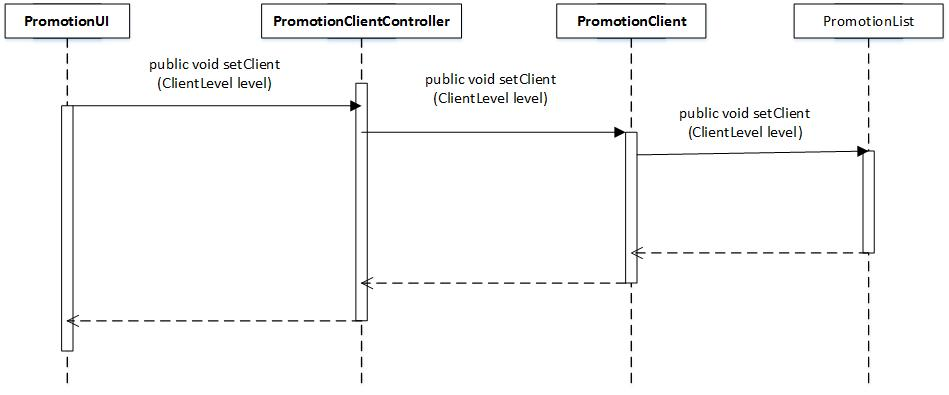 PromotionUI
PromotionClientController
PromotionClient
PromotionList
public void setClient
(ClientLevel level)
public void setClient
(ClientLevel level)
public void setClient
(ClientLevel level)